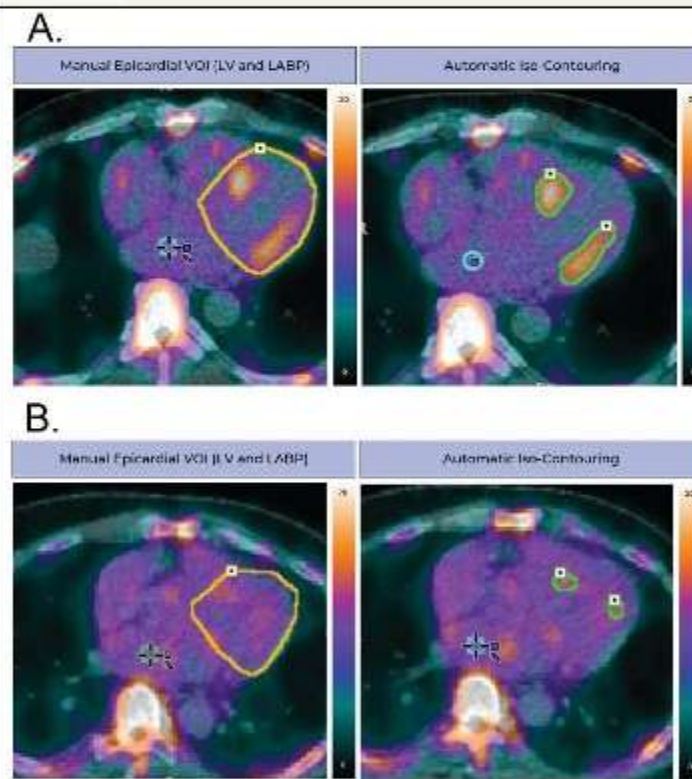 A.
Manual Epicardial VOI (LV and LABP)
Automatic Iso-Contouring
B.
Manual Epicardial VOI (LV and LABP)
Automatic Iso-Contouring